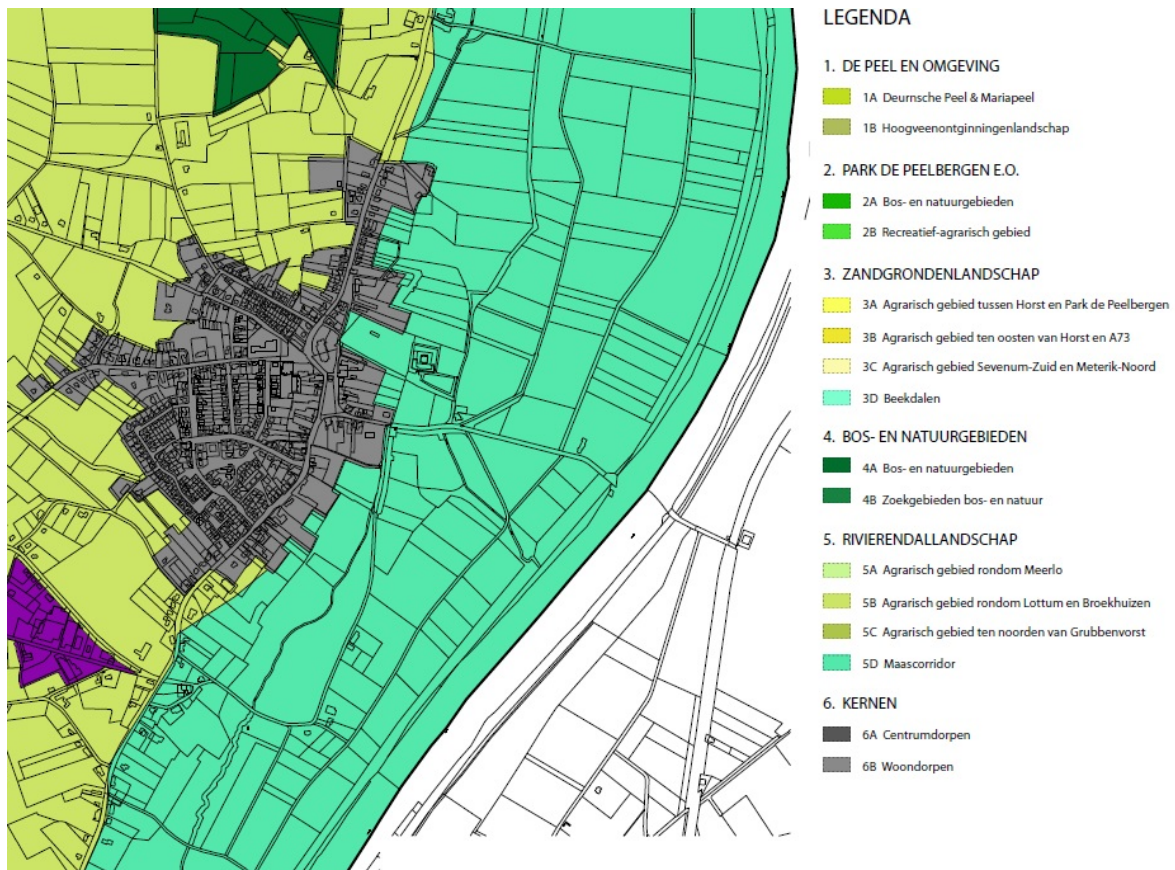 LEGENDA
1. DE PEEL EN OMGEVING
1A Deurnsche Peel & Mariapeel
1B Hoogveenontginningenlandschap
2. PARK DE PEELBERGEN E.O.
2A Bos- en natuurgebieden
2B Recreatief-agrarisch gebied
3. ZANDGRONDENLANDSCHAP
3A Agrarisch gebied tussen Horst en Park de Peelbergen
3B Agrarisch gebied ten oosten van Horst en A73
3C Agrarisch gebied Sevenum-Zuid en Meterik-Noord
3D Beekdalen
4. BOS- EN NATUURGEBIEDEN
4A Bos- en natuurgebieden
4B Zoekgebieden bos- en natuur
5. RIVIERENDALLANDSCHAP
5A Agrarisch gebied rondom Meerlo
5B Agrarisch gebied rondom Lottum en Broekhuizen
5C Agrarisch gebied ten noorden van Grubbenvorst
5D Maascorridor
6. KERNEN
6A Centrumdorpen
6B Woondorpen